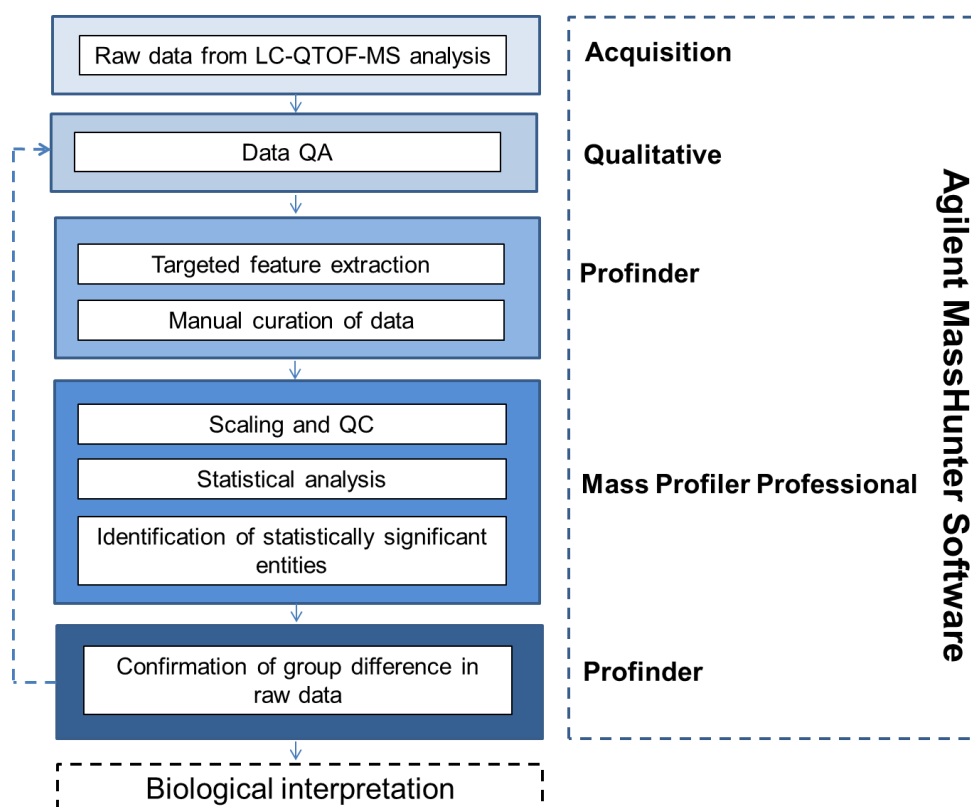 Raw data from LC-QTOF-MS analysis
Acquisition
Data QA
Qualitative
Targeted feature extraction
Profinder
Manual curation of data
Scaling and QC
Statistical analysis
Mass Profiler Professional
Identification of statistically significant
entities
Confirmation of group difference in
raw data
Profinder
Biological interpretation
Agilent MassHunter Software